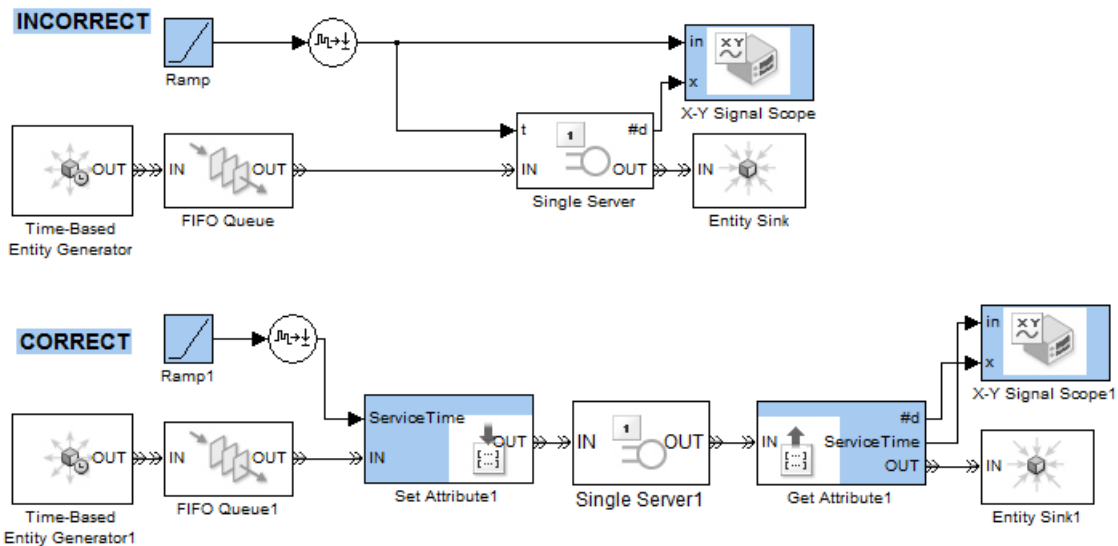 INCORRECT
Ramp
in
x
X-Y Signal Scope
XY
t
1
#d
IN
OUT
Single Server
OUT
Time-Based
Entity Generator
IN
OUT
FIFO Queue
IN
Entity Sink
CORRECT
Ramp1
in
x
XY
X-Y Signal Scope1
ServiceTime
IN
OUT
Set Attribute1
IN
1
OUT
Single Server1
IN
#d
ServiceTime
OUT
Get Attribute1
OUT
Time-Based
Entity Generator1
IN
OUT
FIFO Queue1
IN
Entity Sink1